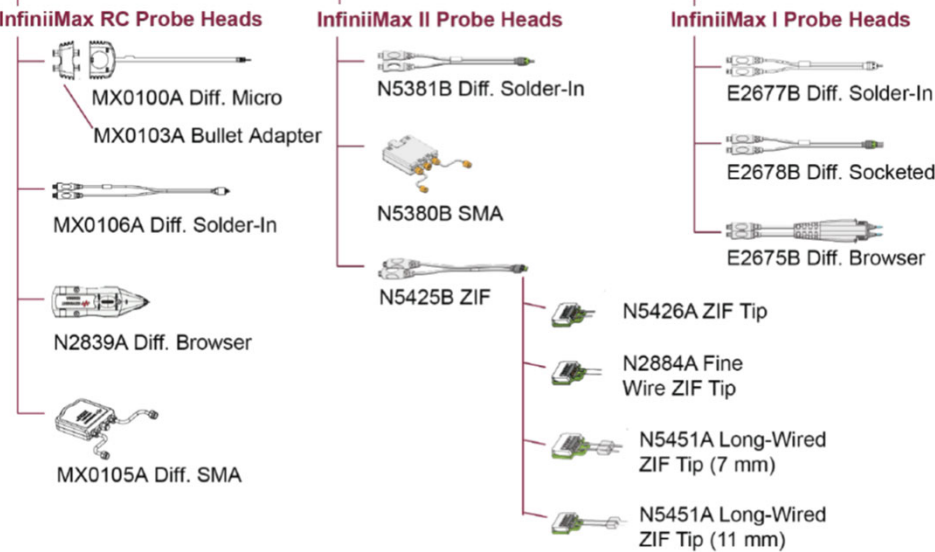 InfiniiMax RC Probe Heads
MX0100A Diff. Micro
MX0103A Bullet Adapter
MX0106A Diff. Solder-In
N2839A Diff. Browser
MX0105A Diff. SMA
InfiniiMax II Probe Heads
N5381B Diff. Solder-In
N5380B SMA
N5425B ZIF
N5426A ZIF Tip
N2884A Fine
Wire ZIF Tip
N5451A Long-Wired
ZIF Tip (7 mm)
N5451A Long-Wired
ZIF Tip (11 mm)
InfiniiMax I Probe Heads
E2677B Diff. Solder-In
E2678B Diff. Socketed
E2675B Diff. Browser